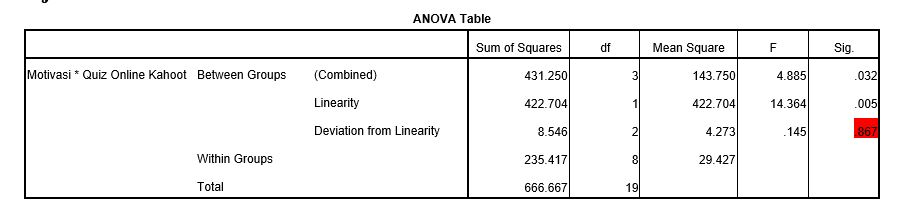 ANOVA Table
Sum of Squares df Mean Square F Sig.
Motivasi * Quiz Online Kahoot Between Groups (Combined) 431.250 3 143.750 4.885 .032
Linearity 422.704 1 422.704 14.364 .005
Deviation from Linearity 8.546 2 4.273 .145 .867
Within Groups 235.417 8 29.427
Total 666.667 19